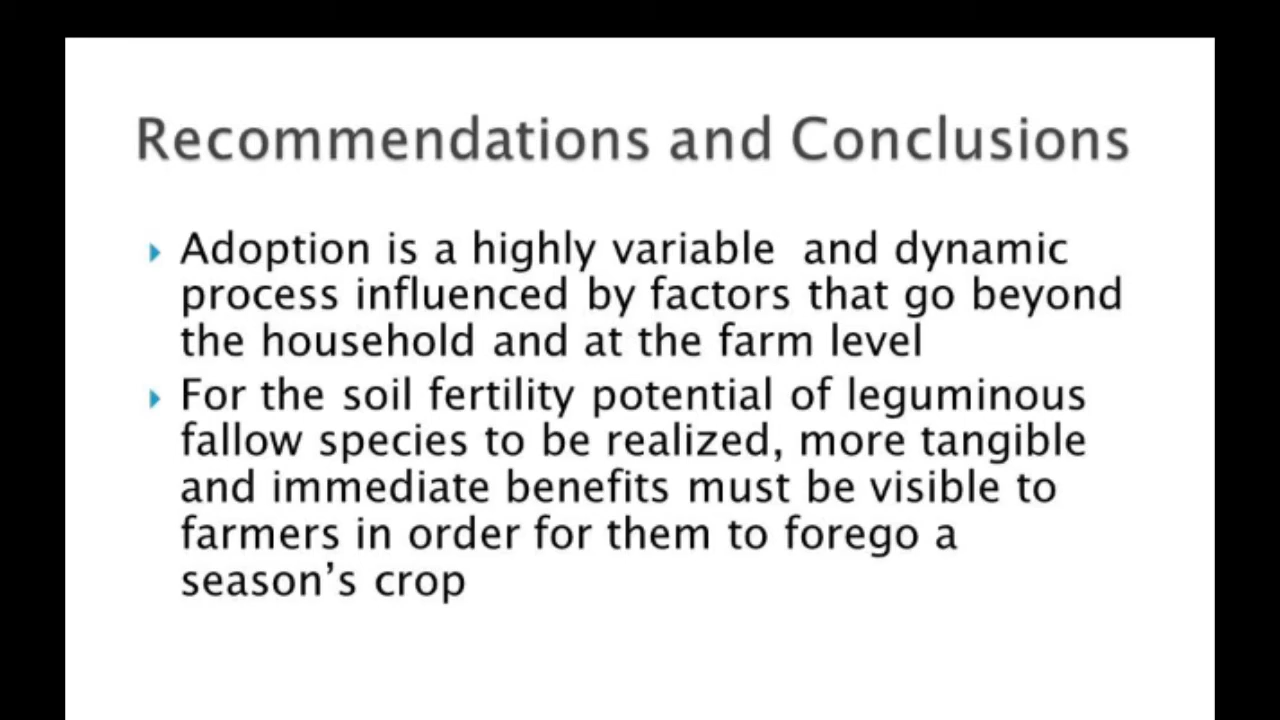 Recommendations and Conclusions
Adoption is a highly variable  and dynamic
process influenced by factors that go beyond
the household and at the farm level
For the soil fertility potential of leguminous
fallow species to be realized, more tangible
and immediate benefits must be visible to
farmers in order for them to forego a
season’s crop